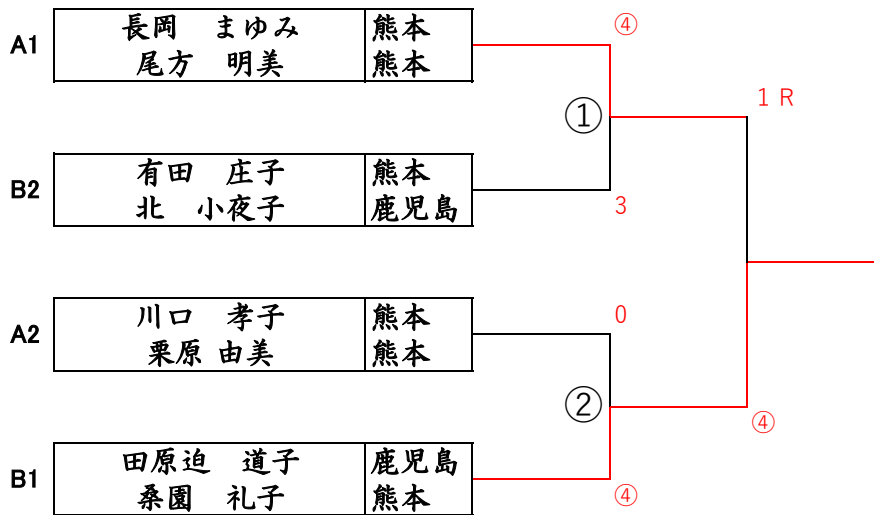 A1
長岡　まゆみ 熊本
尾方　明美 熊本
④
①
1 R
B2
有田　庄子 熊本
北　小夜子 鹿児島
3
A2
川口　孝子 熊本
栗原 由美 熊本
0
②
④
B1
田原迫　道子 鹿児島
桑園　礼子 熊本
④